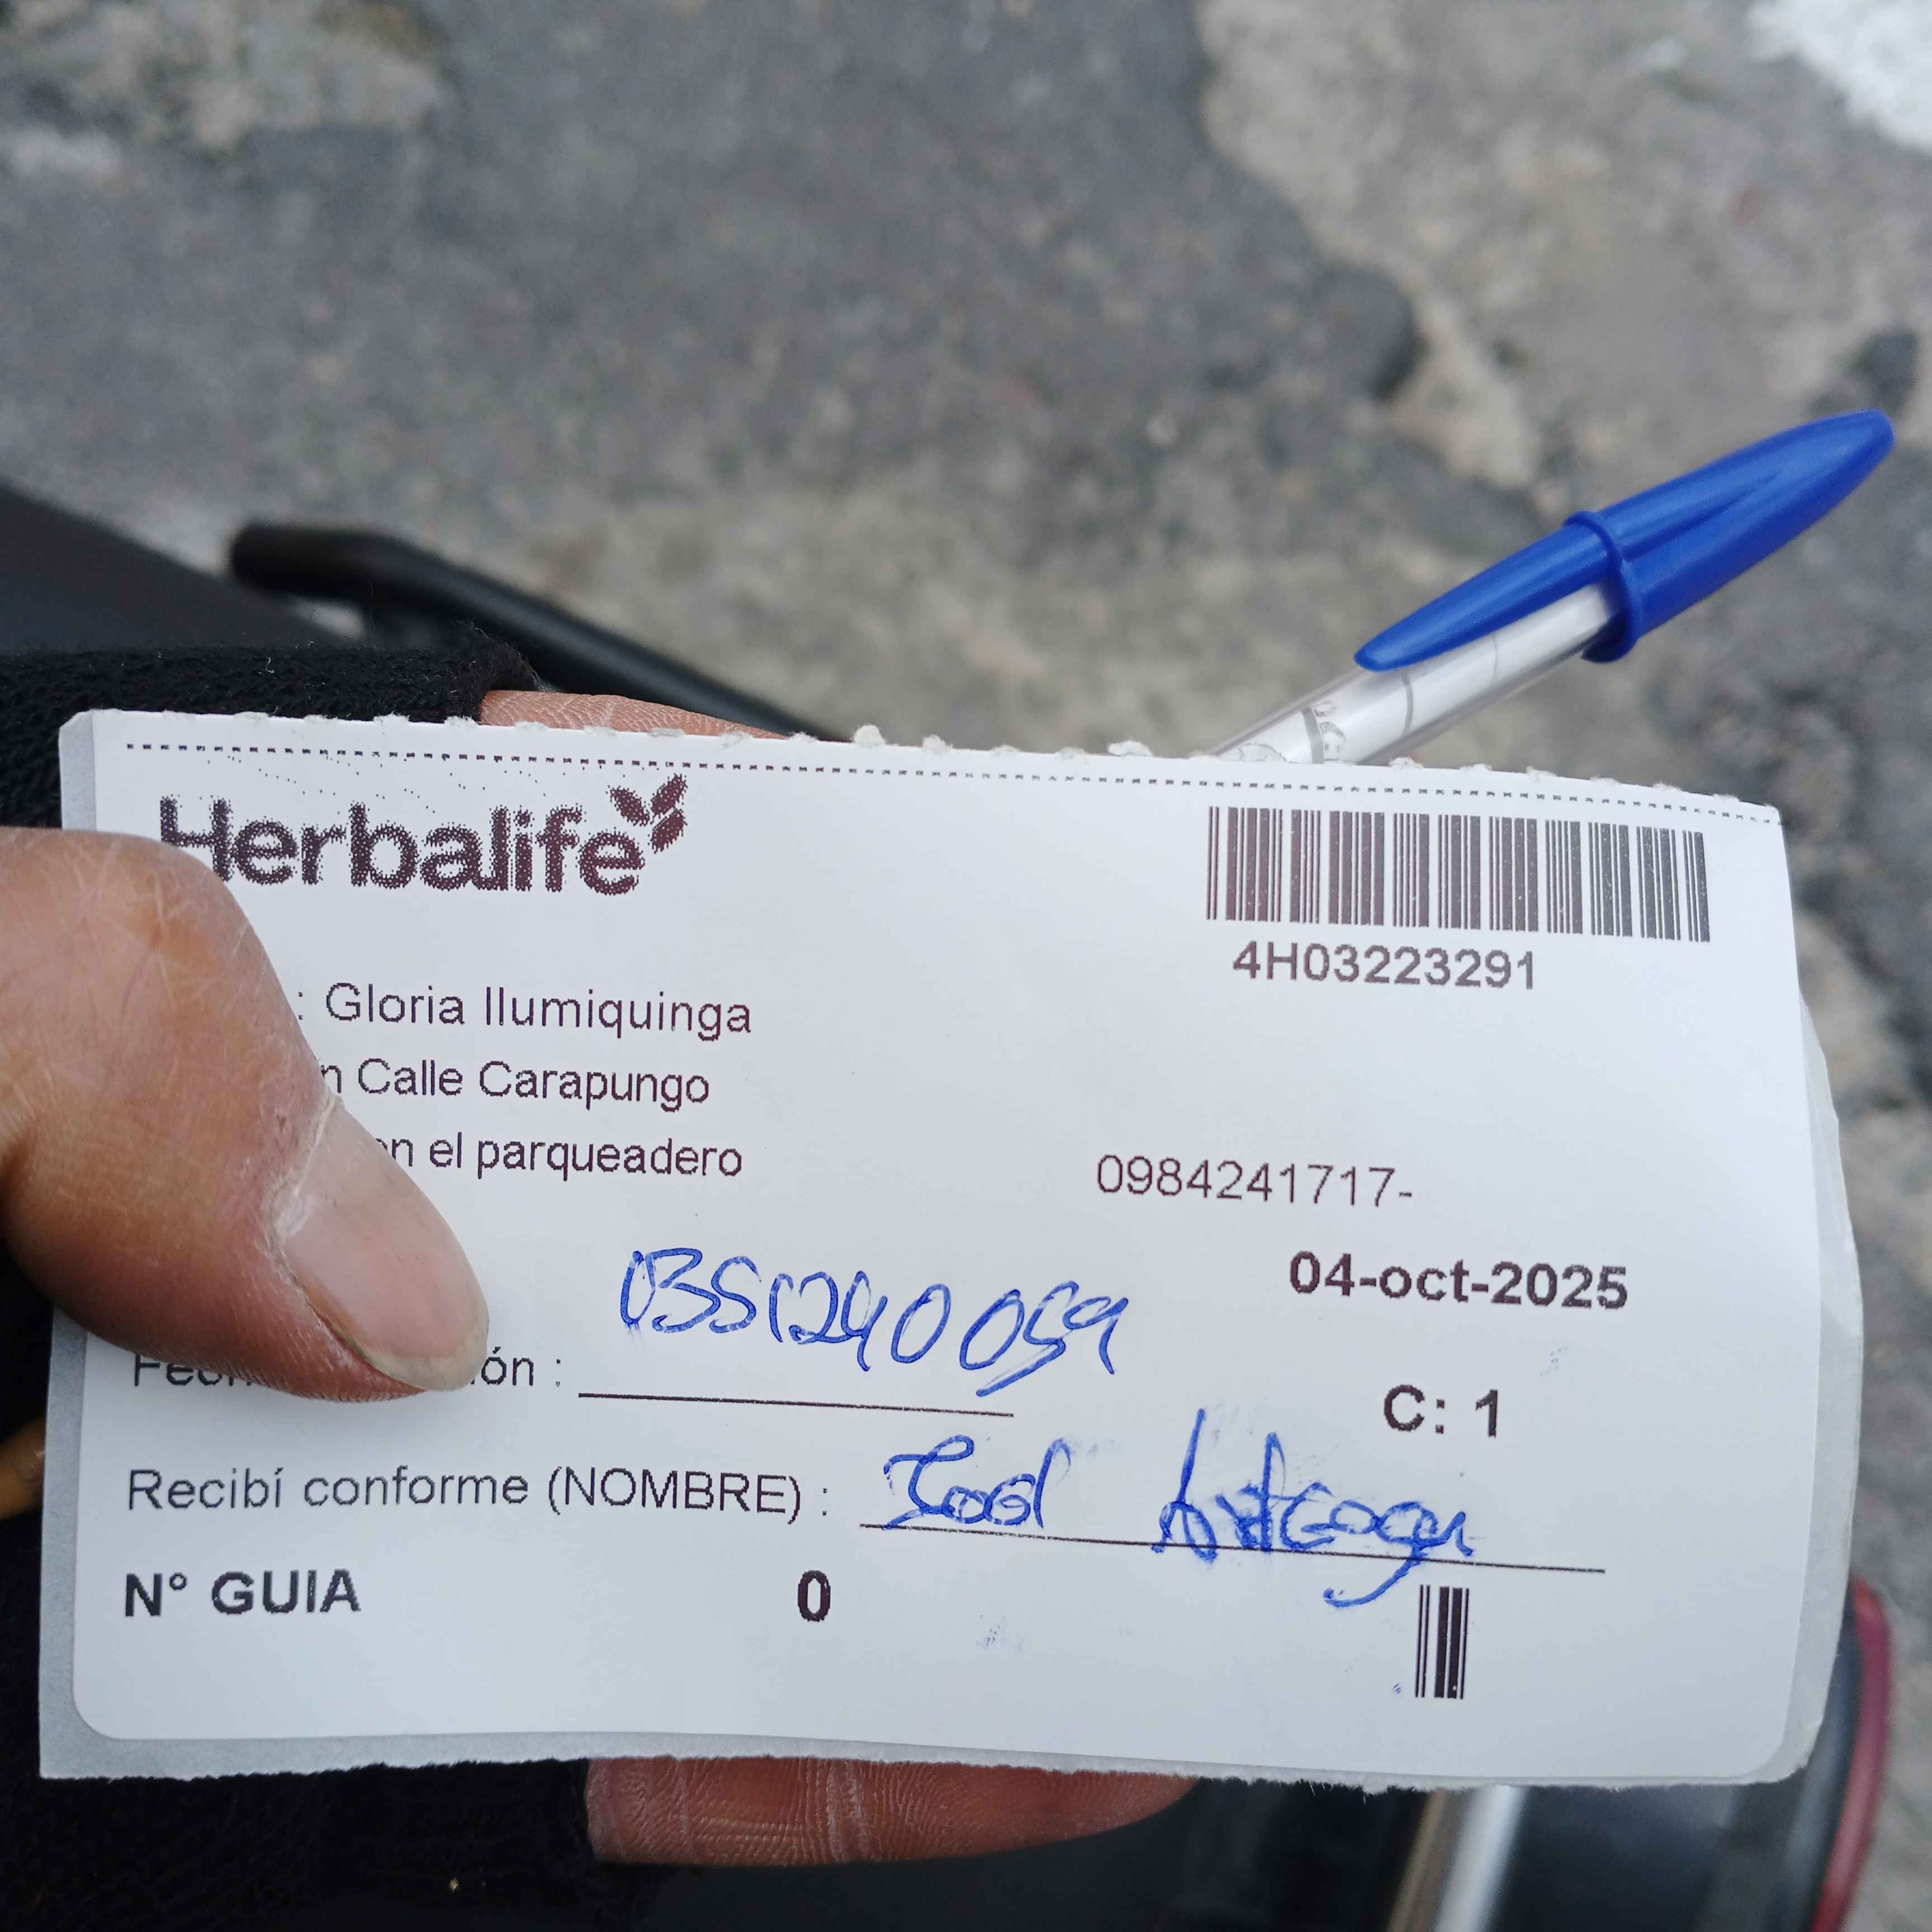 Herbalife
4H03223291
: Gloria Ilumiquinga
n Calle Carapungo
en el parqueadero
0984241717-
04-oct-2025
ón :
C: 1
Recibí conforme (NOMBRE) :
N° GUIA 0